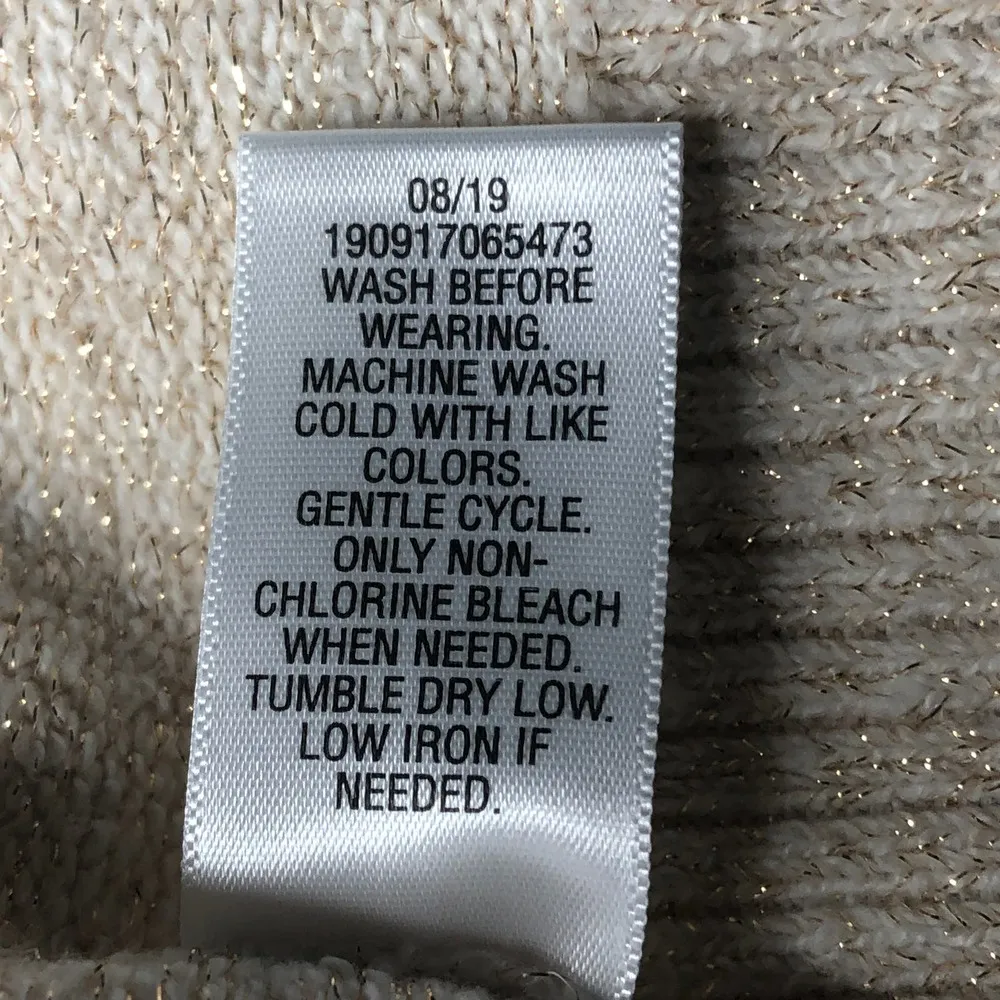 08/19
190917065473
WASH BEFORE
WEARING.
MACHINE WASH
COLD WITH LIKE
COLORS.
GENTLE CYCLE.
ONLY NON-
CHLORINE BLEACH
WHEN NEEDED.
TUMBLE DRY LOW.
LOW IRON IF
NEEDED.